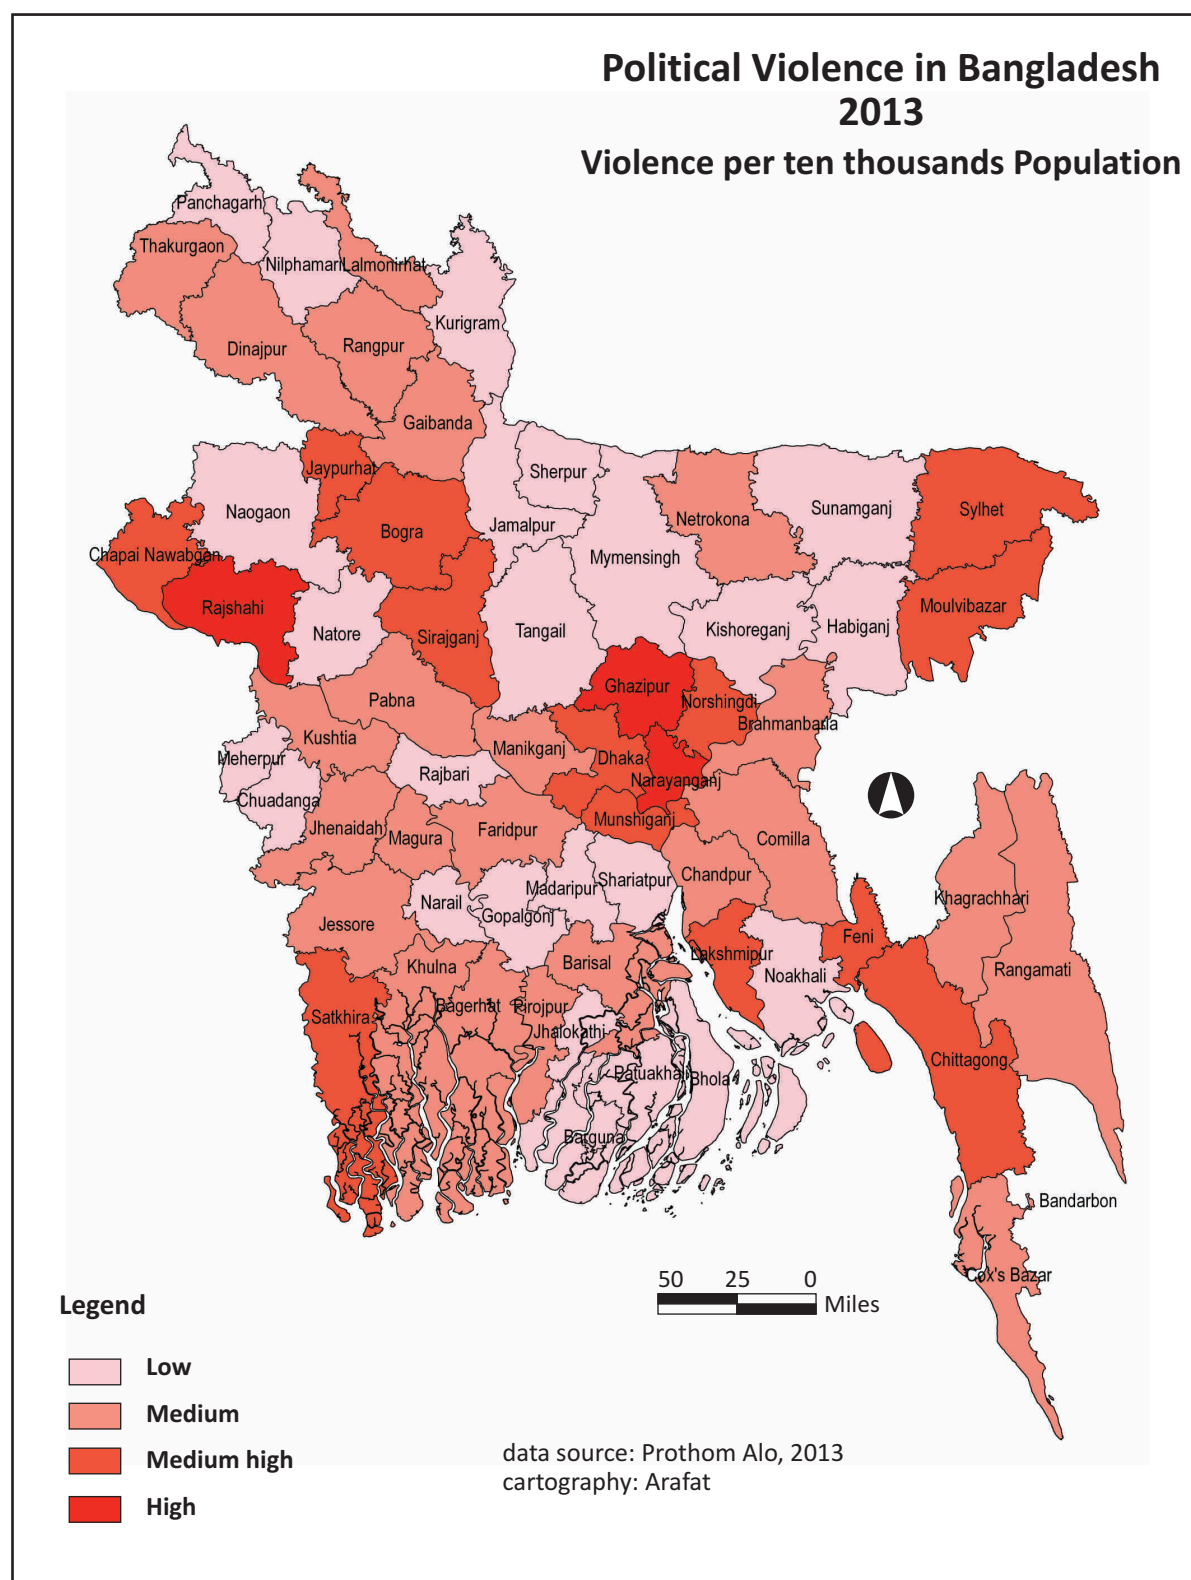 Political Violence in Bangladesh
2013
Violence per ten thousands Population
Panchagarh
Thakurgaon
Nilphamari
Lalmonirhat
Kurigram
Dinajpur
Rangpur
Gaibanda
Jaypurhat
Sherpur
Naogaon
Bogra
Jamalpur
Netrokona
Sunamganj
Sylhet
Chapai Nawabgan
Mymensingh
Rajshahi
Natore
Sirajganj
Tangail
Kishoreganj
Habiganj
Moulvibazar
Ghazipur
Pabna
Norshingdi
Brahmanbaria
Kushtia
Manikganj
Meherpur
Dhaka
Rajbari
Narayanganj
Chuadanga
Jhenaidah
Magura
Faridpur
Munshiganj
Comilla
Chandpur
Shariatpur
Madaripur
Narail
Gopalgonj
Khagrachhari
Jessore
Feni
Lakshmipur
Khulna
Barisal
Noakhali
Rangamati
Satkhira
Bagerhat
Pirojpur
Jhalokathi
Chittagong
Patuakhali
Bhola
Barguna
Bandarbon
Cox's Bazar
50 25 0
Miles
Legend
Low
Medium
Medium high
High
data source: Prothom Alo, 2013
cartography: Arafat